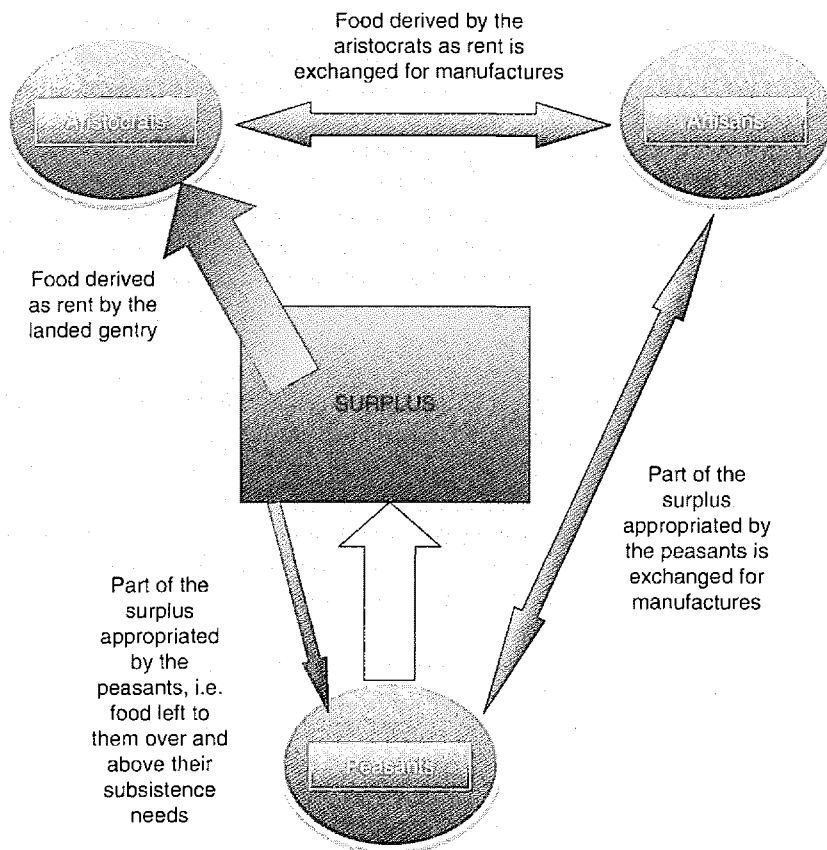 Food derived by the
aristocrats as rent is
exchanged for manufactures
Aristocrats
Artisans
Food derived
as rent by the
landed gentry
SURPLUS
Part of the
surplus
appropriated by
the peasants is
exchanged for
manufactures
Part of the
surplus
appropriated
by the
peasants, i.e.
food left to
them over and
above their
subsistence
needs
Peasants